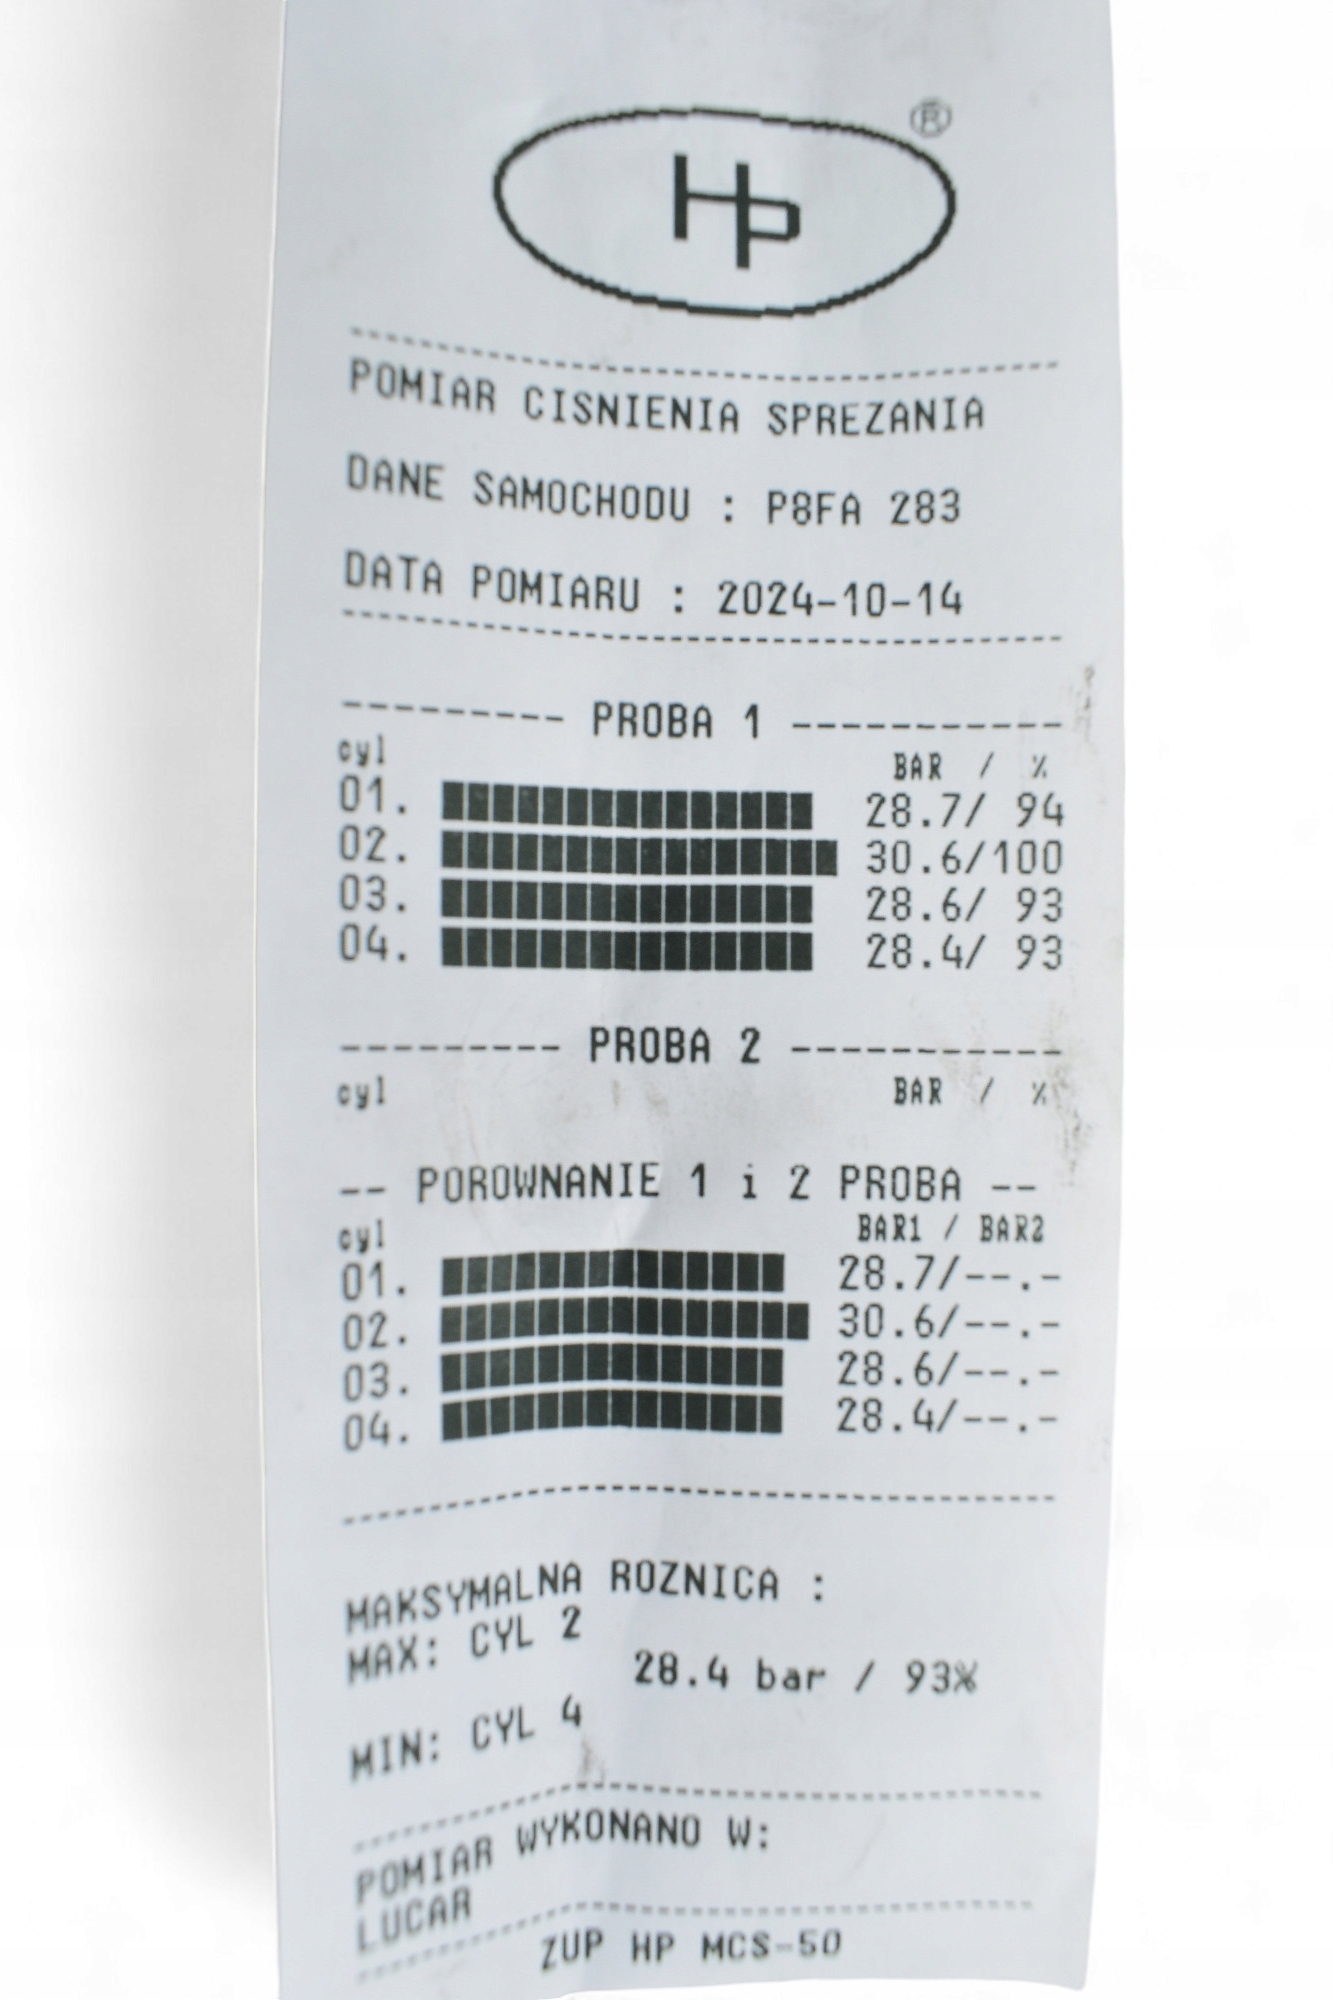 HP ®
POMIAR CISNIENIA SPREZANIA
DANE SAMOCHODU : P8FA 283
DATA POMIARU : 2024-10-14
--------- PROBA 1 -----------
cyl BAR / %
01. 28.7/ 94
02. 30.6/100
03. 28.6/ 93
04. 28.4/ 93
--------- PROBA 2 -----------
cyl BAR / %
-- POROWNANIE 1 i 2 PROBA --
cyl BAR1 / BAR2
01. 28.7/--.-
02. 30.6/--.-
03. 28.6/--.-
04. 28.4/--.-
MAKSYMALNA ROZNICA :
MAX: CYL 2
28.4 bar / 93%
MIN: CYL 4
POMIAR WYKONANO W:
LUCAR
ZUP HP MCS-50